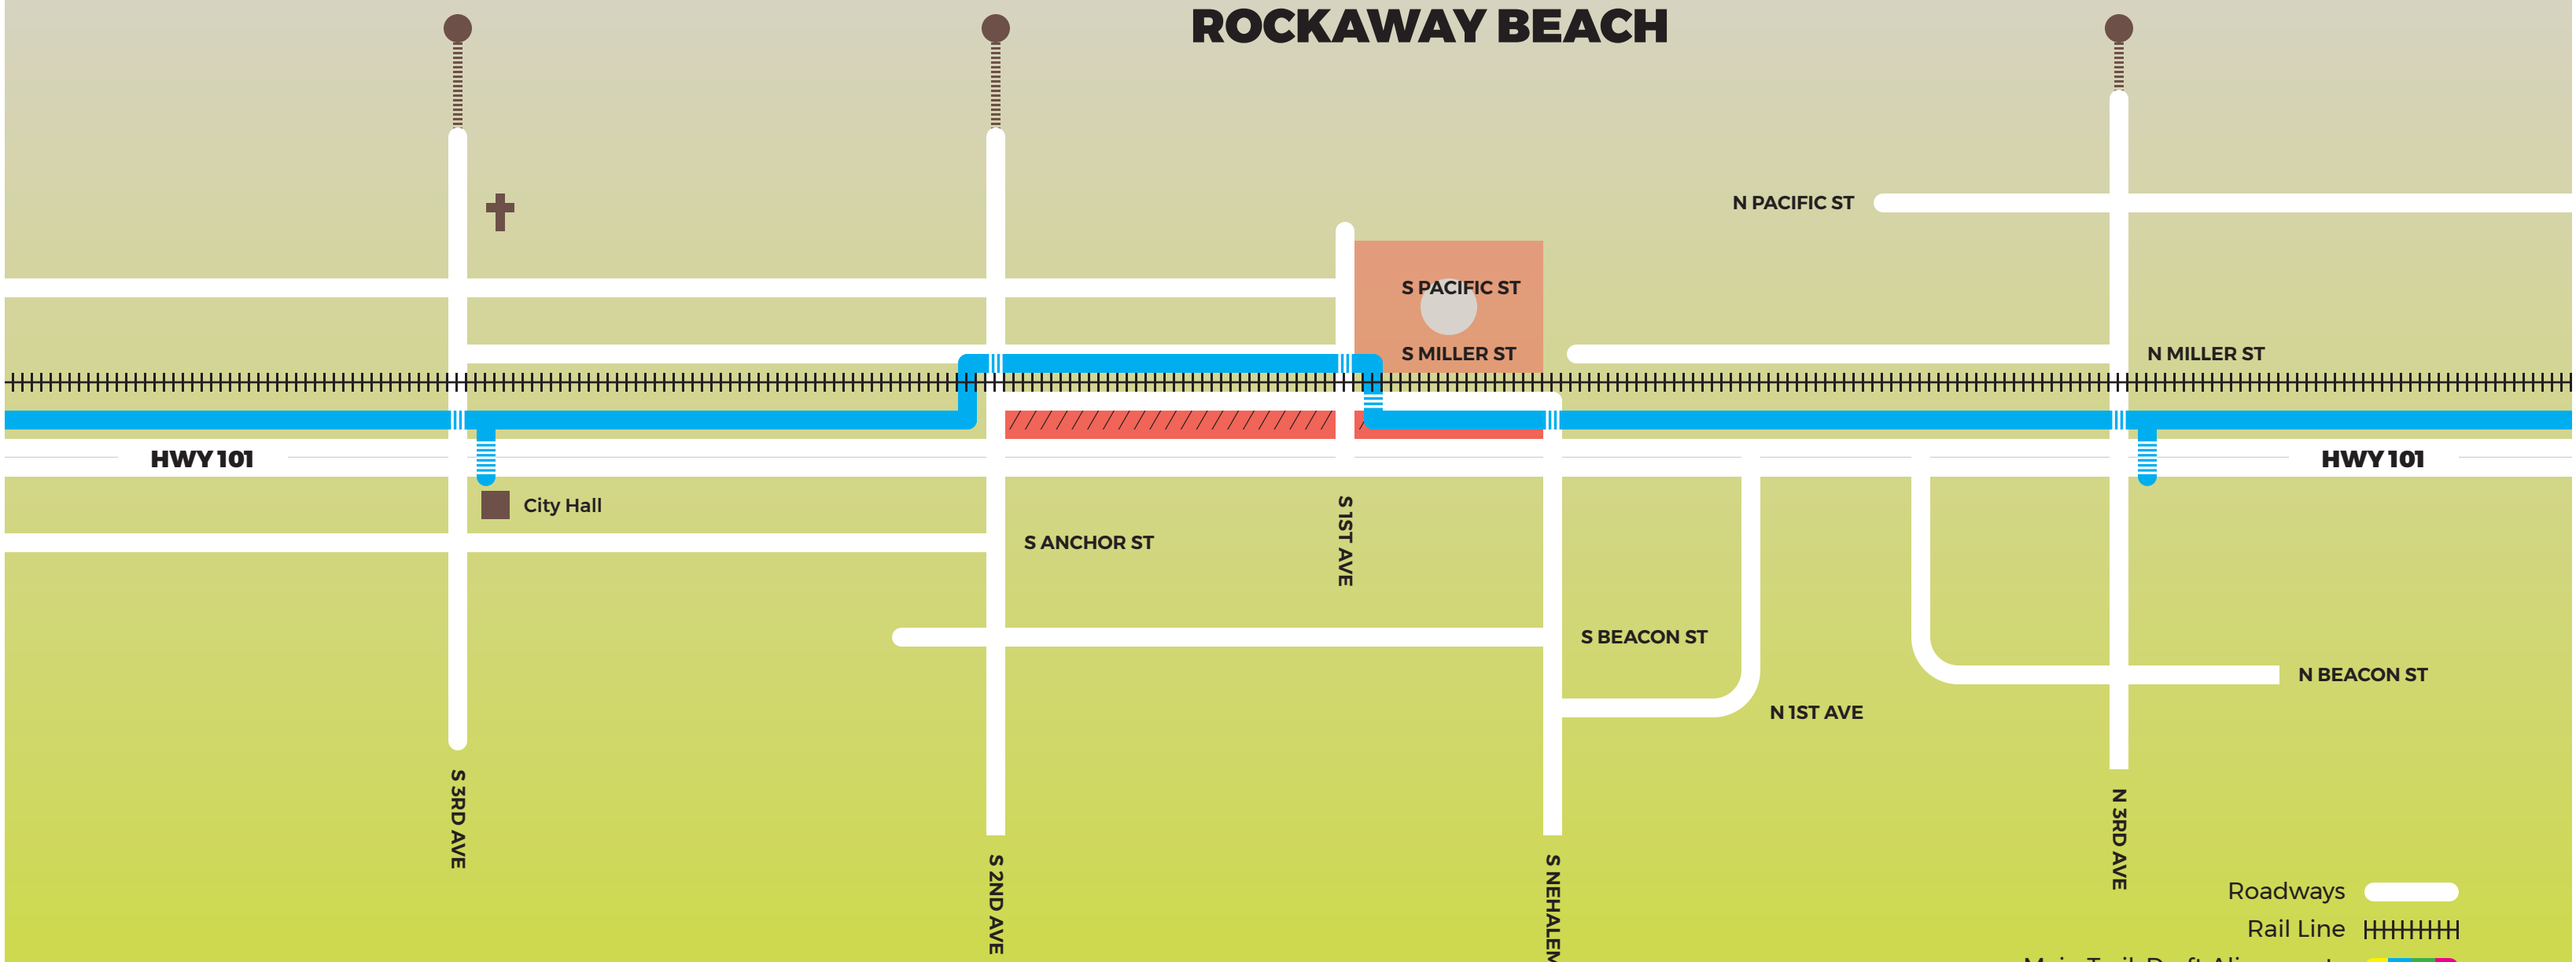 ROCKAWAY BEACH
N PACIFIC ST
S PACIFIC ST
S MILLER ST
N MILLER ST
HWY 101
HWY 101
City Hall
S ANCHOR ST
S 1ST AVE
S BEACON ST
N BEACON ST
N 1ST AVE
S 3RD AVE
N 3RD AVE
S 2ND AVE
S NEHALEM
Roadways
Rail Line